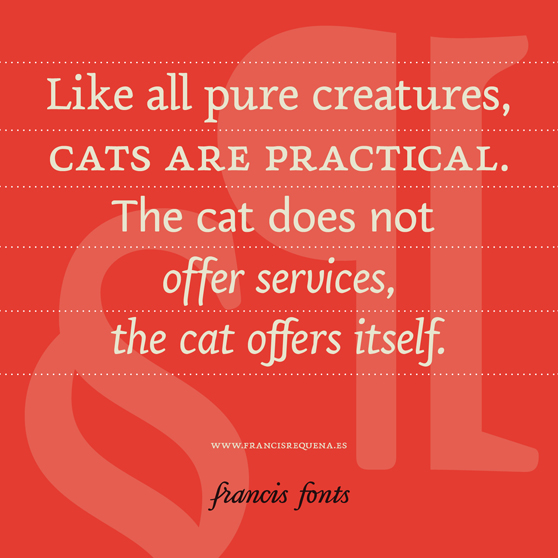 Like all pure creatures,
CATS ARE PRACTICAL.
The cat does not
offer services,
the cat offers itself.
WWW.FRANCISREQUENA.ES
francis fonts